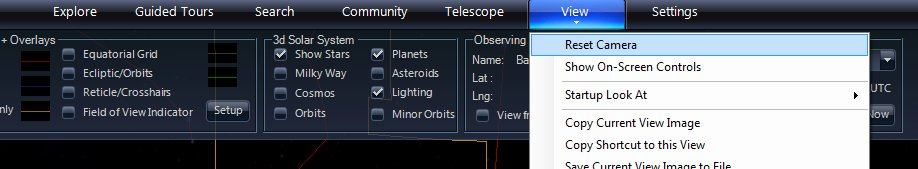 Explore Guided Tours Search Community Telescope View Settings
+ Overlays 3d Solar System Observing
Reset Camera
Equatorial Grid Show Stars Planets Name: Ba
Show On-Screen Controls
Ecliptic/Orbits Milky Way Asteroids Lat :
Reticle/Crosshairs Cosmos Lighting Lng: Startup Look At UTC
nly Field of View Indicator Setup Orbits Minor Orbits View fr Now
Copy Current View Image
Copy Shortcut to this View
Save Current View Image to File